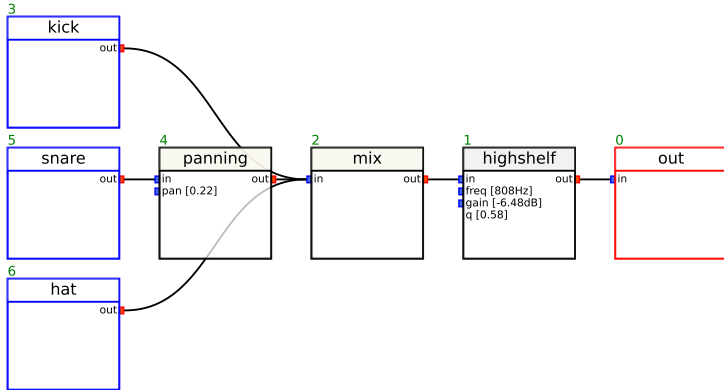 3
kick
out
5
snare
out
4
panning
in
out
pan [0.22]
2
mix
in
out
1
highshelf
in
out
freq [808Hz]
gain [-6.48dB]
q [0.58]
0
out
in
6
hat
out